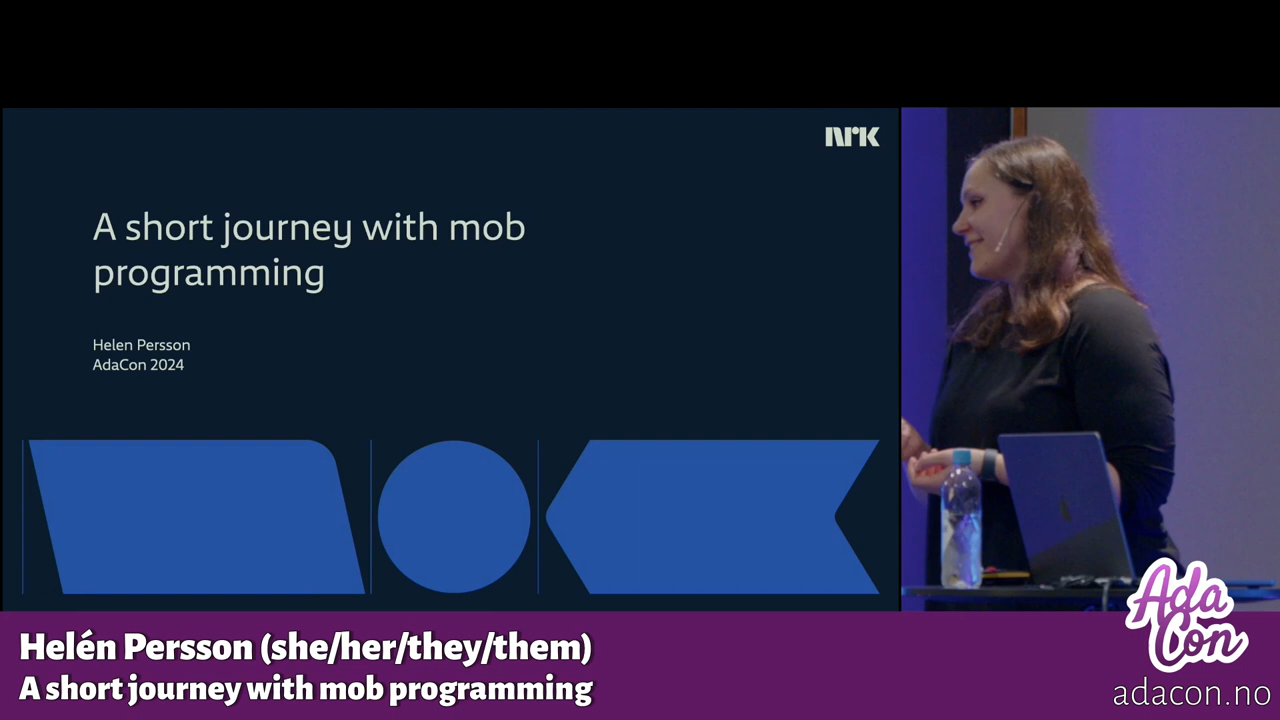 NRK
A short journey with mob
programming
Helen Persson
AdaCon 2024
Helén Persson (she/her/they/them)
A short journey with mob programming
Ada
Con
adacon.no